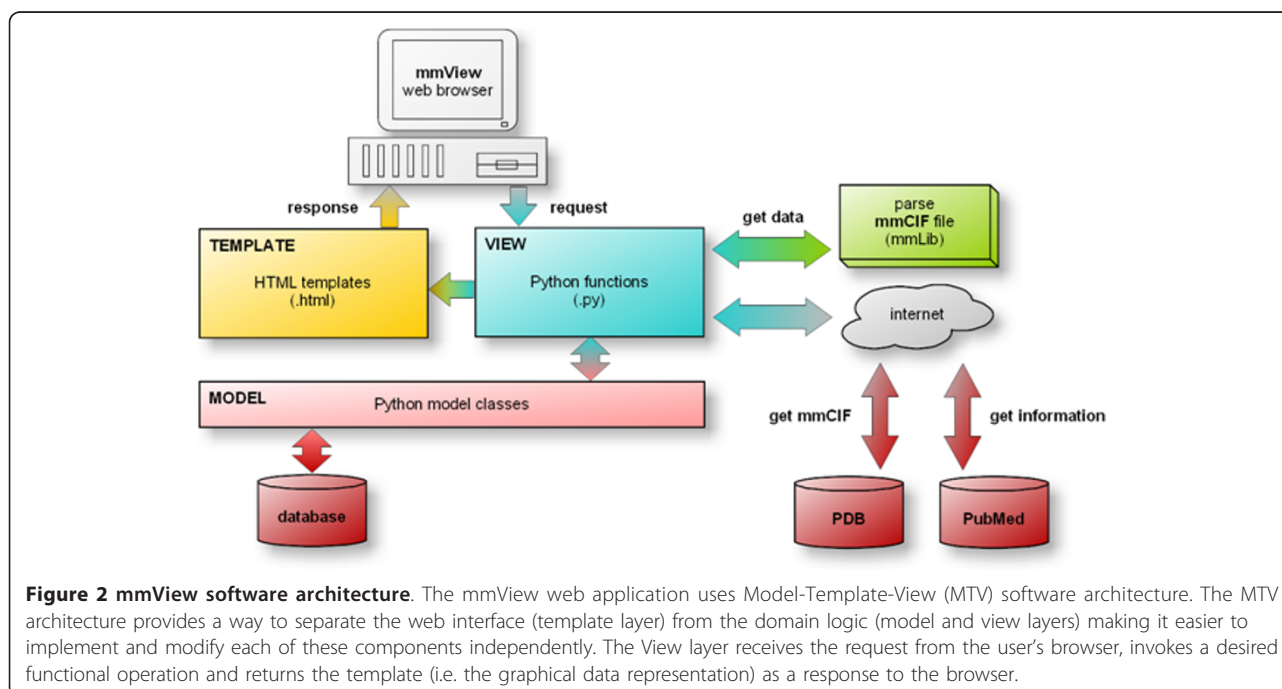 mmView
web browser
response
request
TEMPLATE
HTML templates
(.html)
VIEW
Python functions
(.py)
get data
parse
mmCIF file
(mmLib)
internet
MODEL
Python model classes
get mmCIF
get information
database
PDB
PubMed
Figure 2 mmView software architecture. The mmView web application uses Model-Template-View (MTV) software architecture. The MTV
architecture provides a way to separate the web interface (template layer) from the domain logic (model and view layers) making it easier to
implement and modify each of these components independently. The View layer receives the request from the user's browser, invokes a desired
functional operation and returns the template (i.e. the graphical data representation) as a response to the browser.